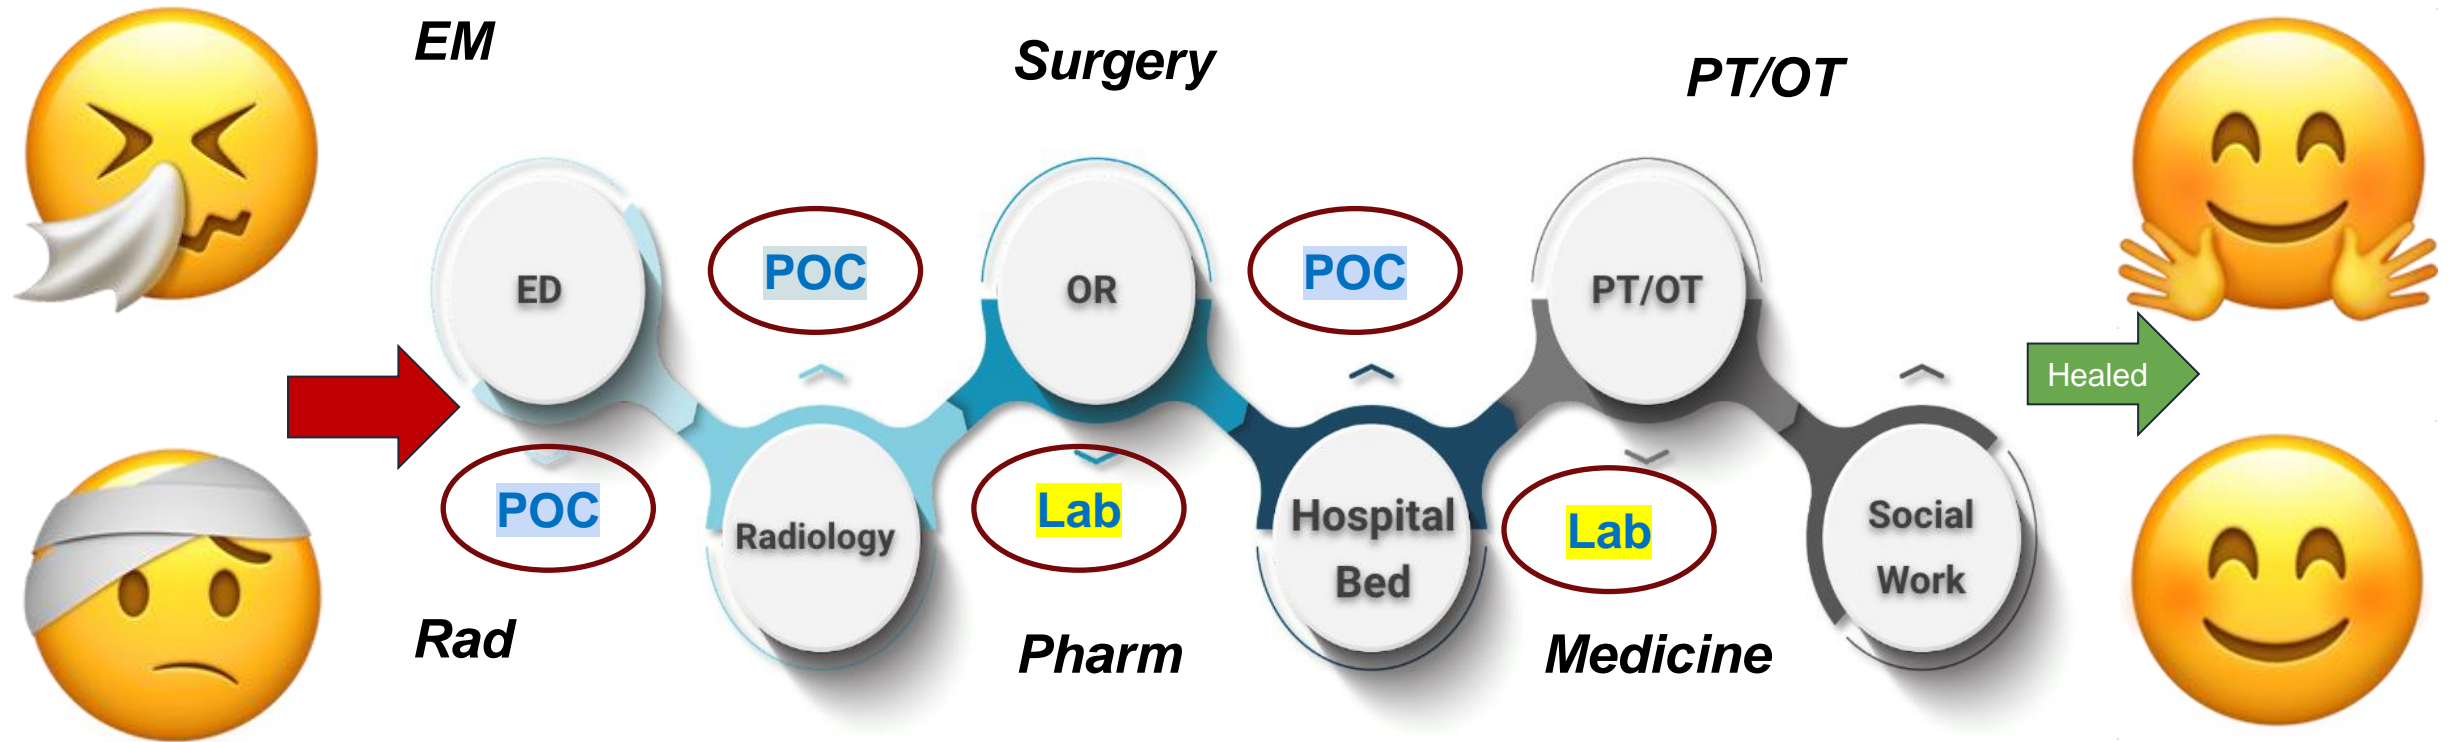 EM
Surgery
PT/OT
ED
POC
OR
POC
PT/OT
Healed
POC
Radiology
Lab
Hospital
Bed
Lab
Social
Work
Rad
Pharm
Medicine